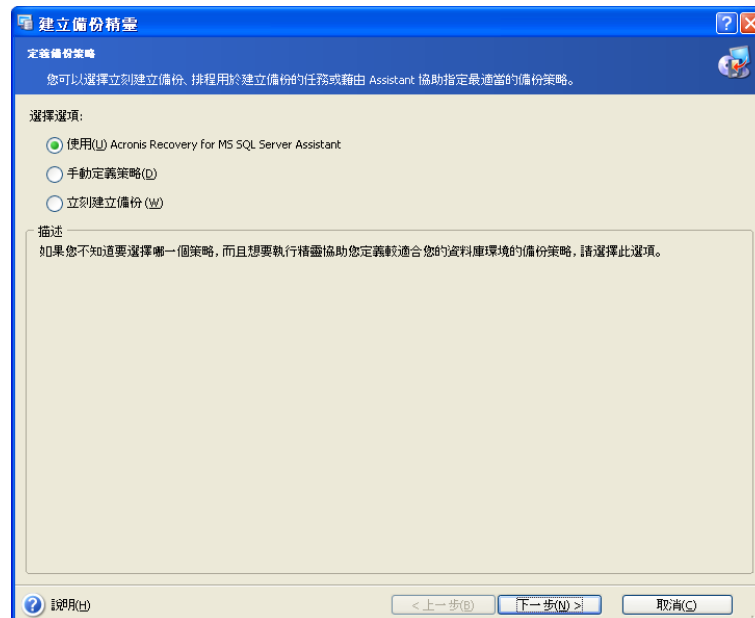 建立備份精靈
定義備份策略
您可以選擇立刻建立備份、排程用於建立備份的任務或藉由 Assistant 協助指定最適當的備份策略。
選擇選項:
使用(U) Acronis Recovery for MS SQL Server Assistant
手動定義策略(D)
立刻建立備份(W)
描述
如果您不知道要選擇哪一個策略,而且想要執行精靈協助您定義較適合您的資料庫環境的備份策略,請選擇此選項。
說明(H)
<上一步(B)
下一步(N) >
取消(C)